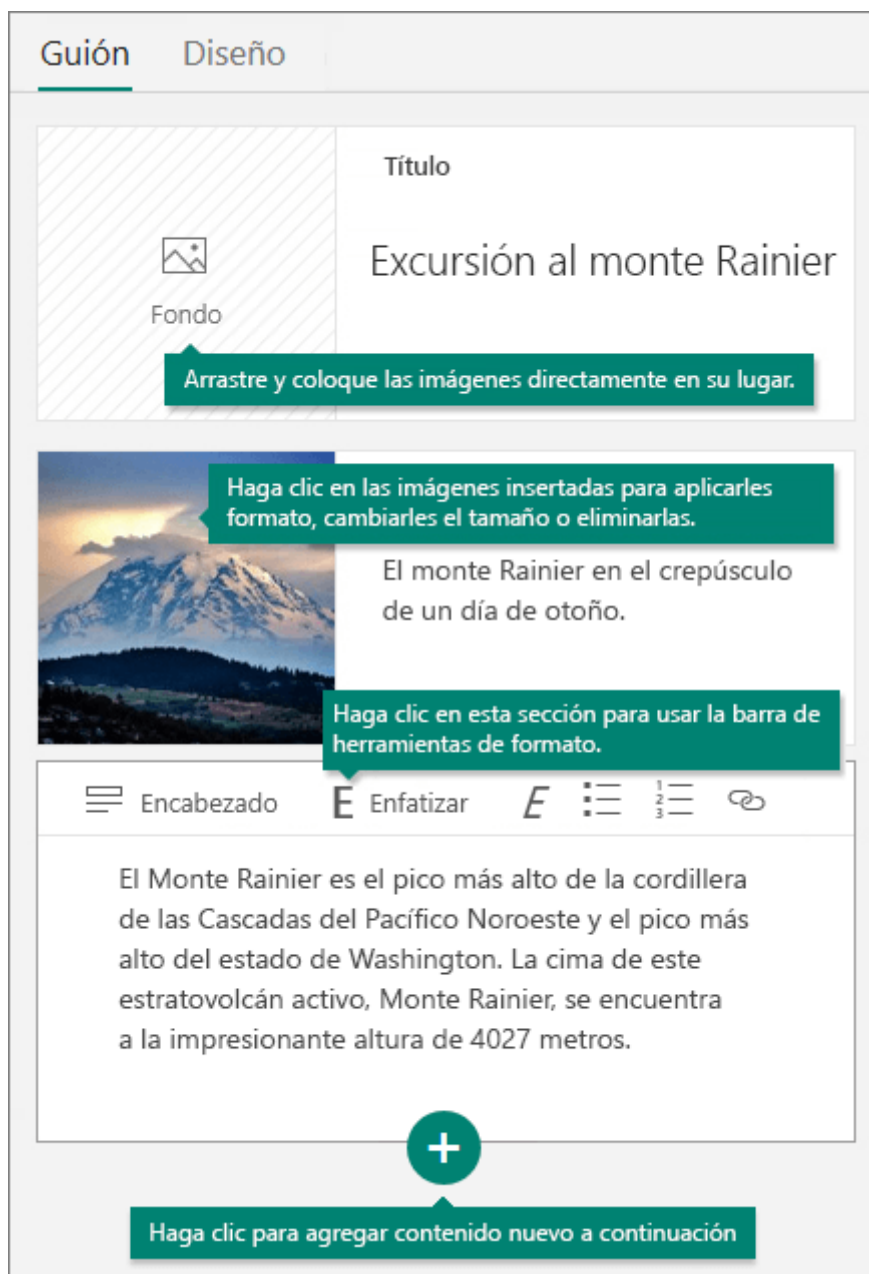 Guión Diseño
Título
Excursión al monte Rainier
Fondo
Arrastre y coloque las imágenes directamente en su lugar.
Haga clic en las imágenes insertadas para aplicarles
formato, cambiarles el tamaño o eliminarlas.
El monte Rainier en el crepúsculo
de un día de otoño.
Haga clic en esta sección para usar la barra de
herramientas de formato.
Encabezado E Enfatizar E 1 2 3
El Monte Rainier es el pico más alto de la cordillera
de las Cascadas del Pacífico Noroeste y el pico más
alto del estado de Washington. La cima de este
estratovolcán activo, Monte Rainier, se encuentra
a la impresionante altura de 4027 metros.
+
Haga clic para agregar contenido nuevo a continuación